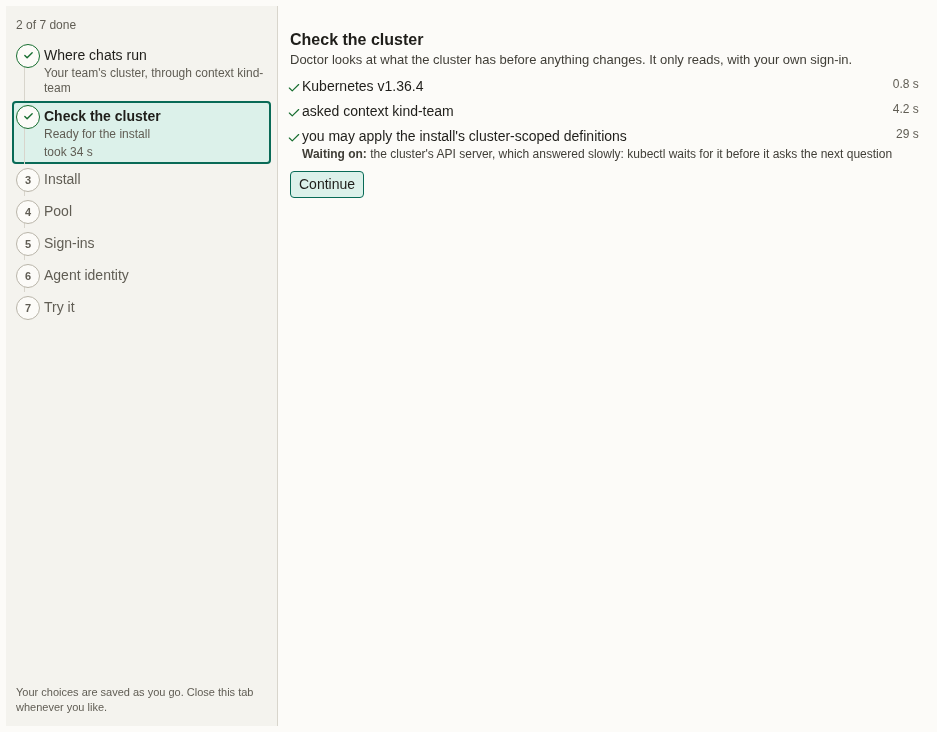 2 of 7 done
Where chats run
Your team's cluster, through context kind-
team
Check the cluster
Ready for the install
took 34 s
3 Install
4 Pool
5 Sign-ins
6 Agent identity
7 Try it
Your choices are saved as you go. Close this tab
whenever you like.
Check the cluster
Doctor looks at what the cluster has before anything changes. It only reads, with your own sign-in.
Kubernetes v1.36.4 0.8 s
asked context kind-team 4.2 s
you may apply the install's cluster-scoped definitions 29 s
Waiting on: the cluster's API server, which answered slowly: kubectl waits for it before it asks the next question
Continue